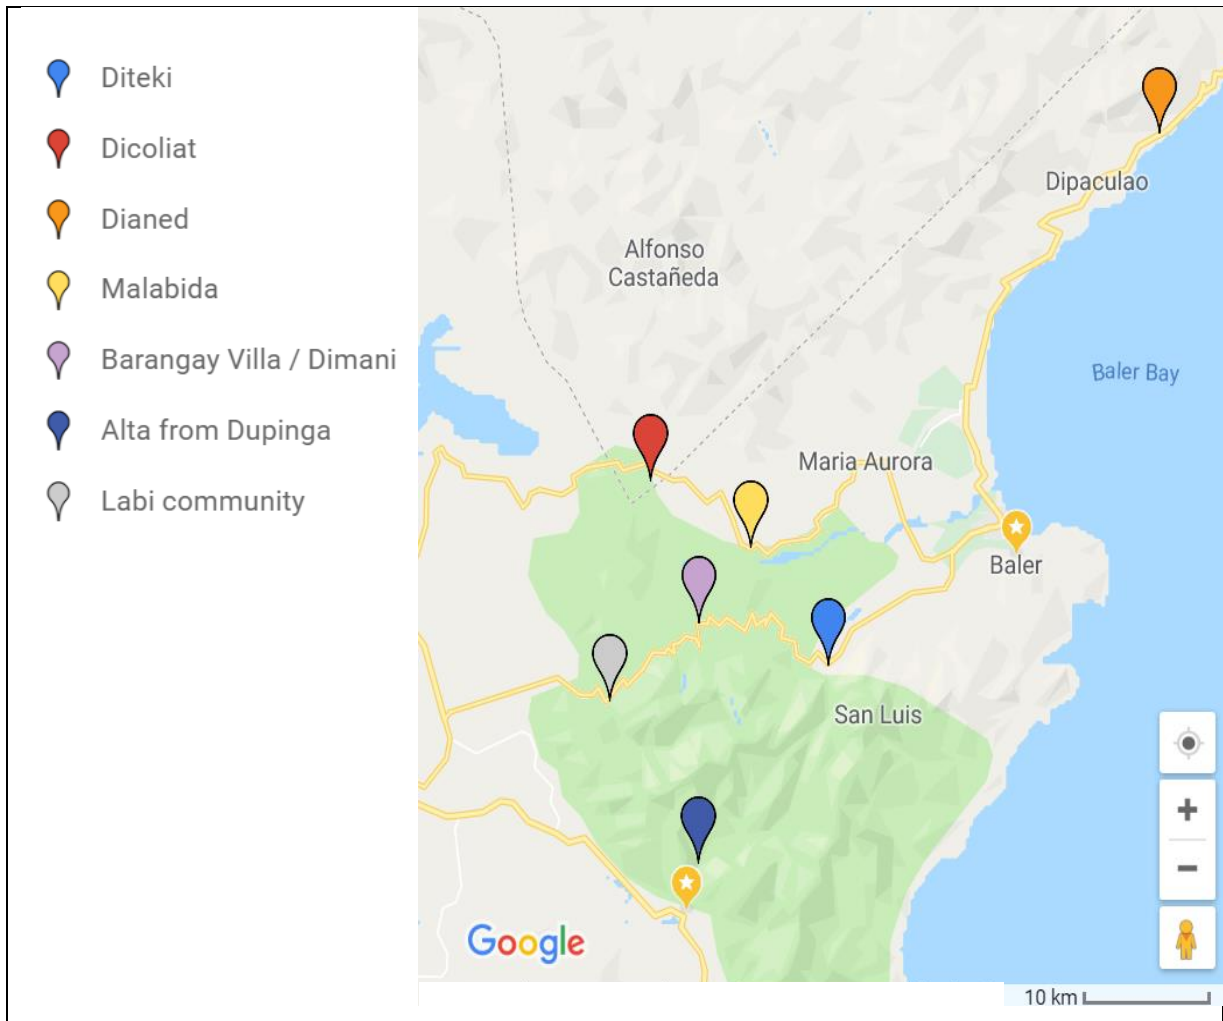 Diteki
Dicoliat
Dianed
Malabida
Barangay Villa / Dimani
Alta from Dupinga
Labi community
Dipaculao
Alfonso
Castañeda
Baler Bay
Maria Aurora
Baler
San Luis
Google
10 km